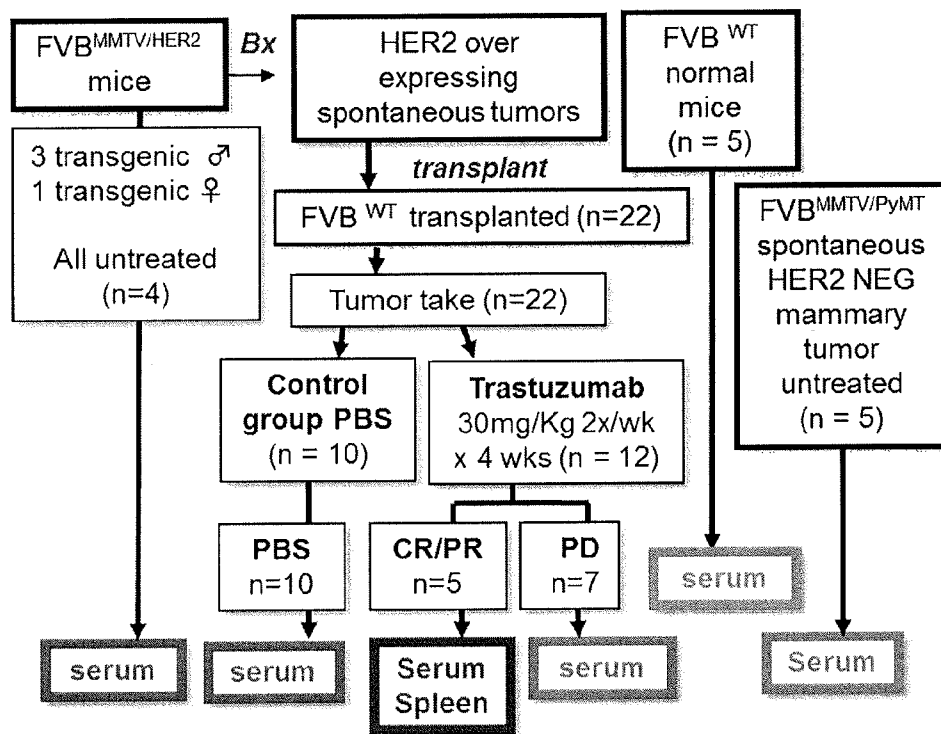 FVB^MMTV/HER2
mice
Bx
HER2 over
expressing
spontaneous tumors
FVB ^WT
normal
mice
(n = 5)
3 transgenic ♂
1 transgenic ♀
All untreated
(n=4)
transplant
FVB ^WT transplanted (n=22)
Tumor take (n=22)
FVB^MMTV/PyMT
spontaneous
HER2 NEG
mammary
tumor
untreated
(n = 5)
Control
group PBS
(n = 10)
Trastuzumab
30mg/Kg 2x/wk
x 4 wks (n = 12)
PBS
n=10
CR/PR
n=5
PD
n=7
serum
serum
serum
Serum
Spleen
serum
Serum